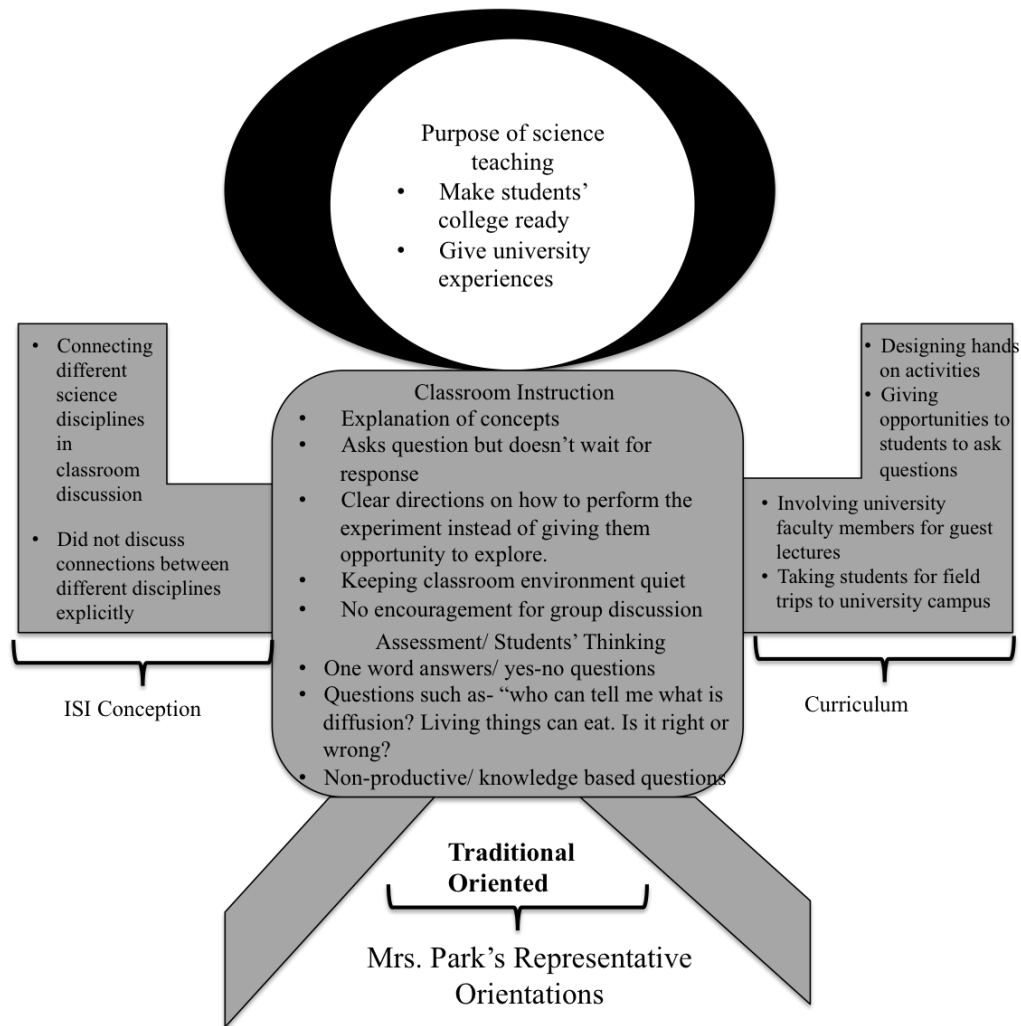 Purpose of science
teaching
• Make students’
college ready
• Give university
experiences
• Connecting
different
science
disciplines
in
classroom
discussion
• Did not discuss
connections between
different disciplines
explicitly
ISI Conception
Classroom Instruction
• Explanation of concepts
• Asks question but doesn’t wait for
response
• Clear directions on how to perform the
experiment instead of giving them
opportunity to explore.
• Keeping classroom environment quiet
• No encouragement for group discussion
Assessment/ Students’ Thinking
• One word answers/ yes-no questions
• Questions such as- “who can tell me what is
diffusion? Living things can eat. Is it right or
wrong?
• Non-productive/ knowledge based questions
• Designing hands
on activities
• Giving
opportunities to
students to ask
questions
• Involving university
faculty members for guest
lectures
• Taking students for field
trips to university campus
Curriculum
Traditional
Oriented
Mrs. Park’s Representative
Orientations